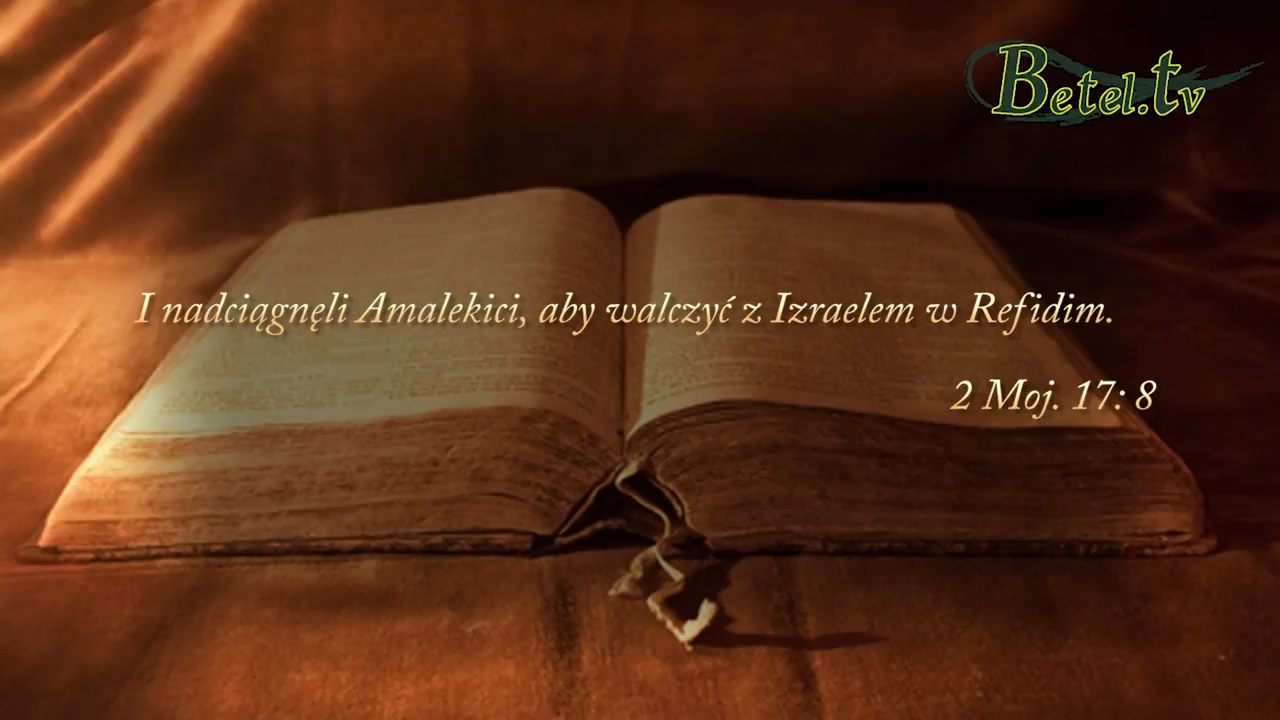 Betel.tv
I nadciągnęli Amalekici, aby walczyć z Izraelem w Refidim.
2 Moj. 17: 8